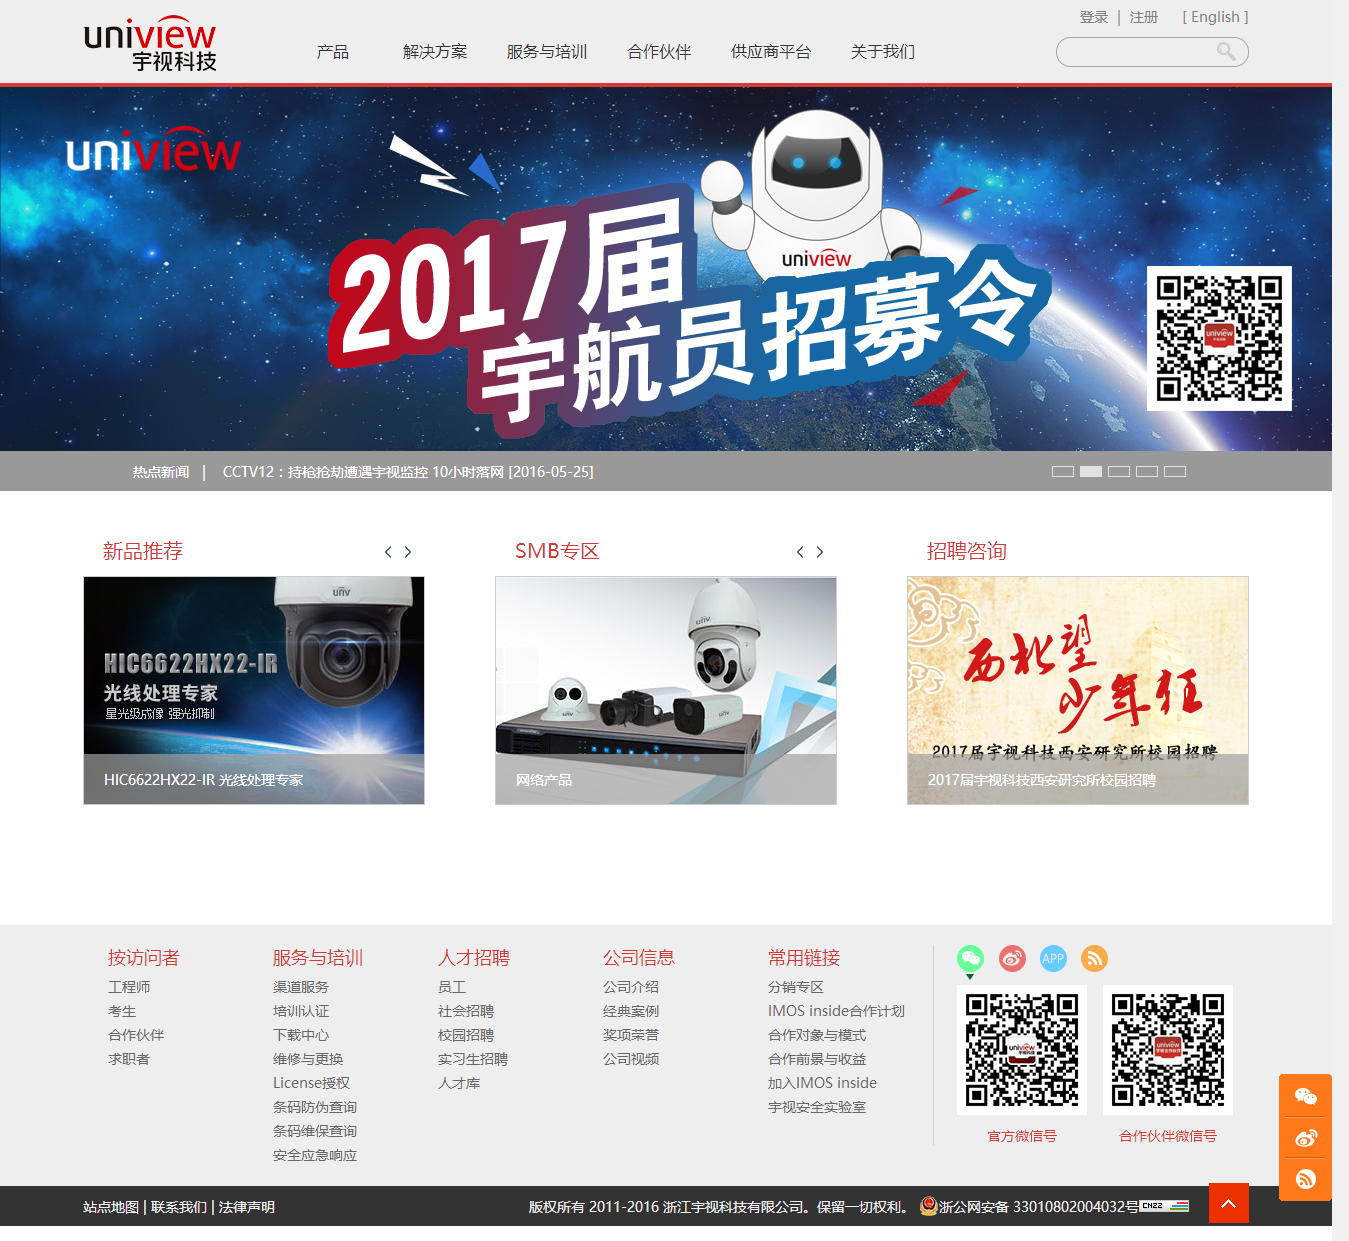 登录 | 注册 [ English ]
uniview
宇视科技
产品 解决方案 服务与培训 合作伙伴 供应商平台 关于我们
uniview
uniview
2017届
宇航员招募令
uniview
热点新闻 | CCTV12：持枪抢劫遭遇宇视监控 10小时落网 [2016-05-25]
新品推荐
unv
HIC6622HX22-IR
光线处理专家
星光级成像 强光抑制
HIC6622HX22-IR 光线处理专家
SMB专区
unv
unv
unv
网络产品
招聘咨询
西北望
少年狂
2017届宇视科技西安研究所校园招聘
2017届宇视科技西安研究所校园招聘
按访问者
工程师
考生
合作伙伴
求职者
服务与培训
渠道服务
培训认证
下载中心
维修与更换
License授权
条码防伪查询
条码维保查询
安全应急响应
人才招聘
员工
社会招聘
校园招聘
实习生招聘
人才库
公司信息
公司介绍
经典案例
奖项荣誉
公司视频
常用链接
分销专区
IMOS inside合作计划
合作对象与模式
合作前景与收益
加入IMOS inside
宇视安全实验室
APP
uniview
宇视科技
uniview
官方微信号 合作伙伴微信号
站点地图 | 联系我们 | 法律声明
版权所有 2011-2016 浙江宇视科技有限公司。保留一切权利。 浙公网安备 33010802004032号 CNZZ